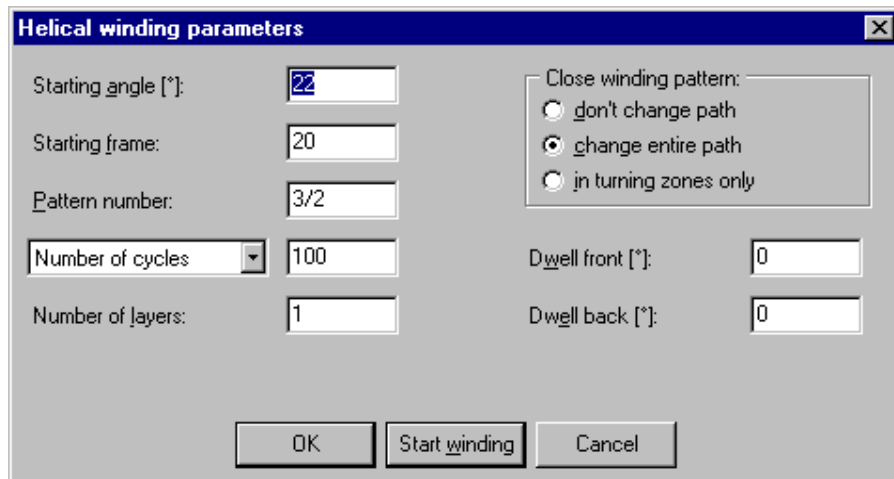 Helical winding parameters
Starting angle [°]: 22
Starting frame: 20
Pattern number: 3/2
Number of cycles 100
Number of layers: 1
Close winding pattern:
don't change path
change entire path
in turning zones only
Dwell front [°]: 0
Dwell back [°]: 0
OK Start winding Cancel